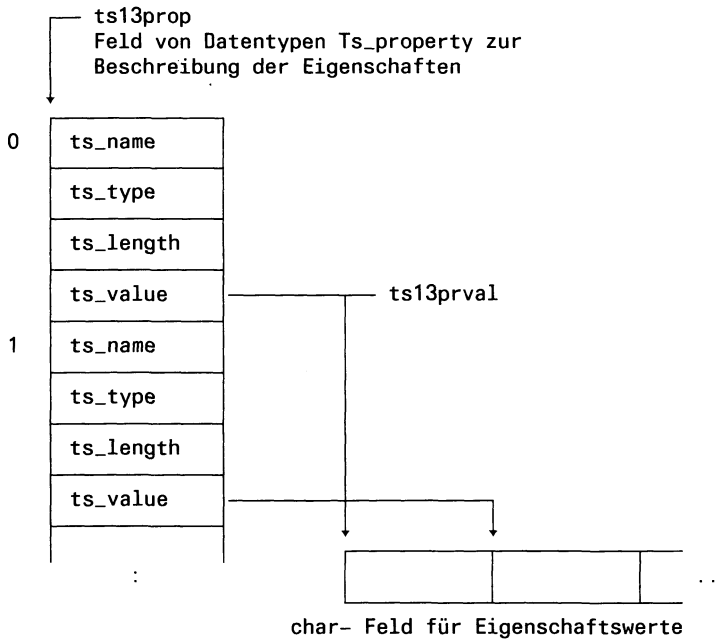 ts13prop
Feld von Datentypen Ts_property zur
Beschreibung der Eigenschaften
0 ts_name
ts_type
ts_length
ts_value ts13prval
1 ts_name
ts_type
ts_length
ts_value
: ..
char- Feld für Eigenschaftswerte